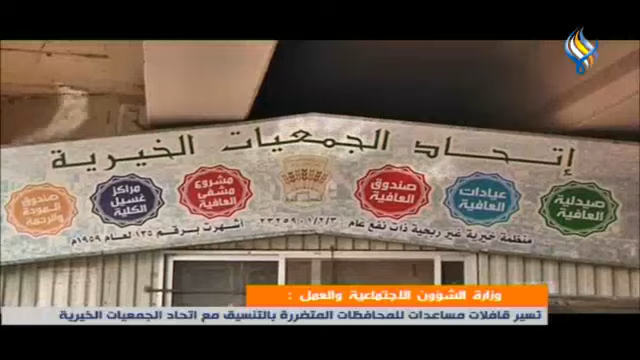 إتحاد الجمعيات الخيرية
صيدلية
العافية
عيادات
العافية
صندوق
العافية
مشروع
مشفى
العافية
مراكز
غسيل
الكلية
صندوق
المودة
والرحمة
منظمة خيرية غير ربحية ذات نفع عام
أشهرت برقم ١٣٥ لعام ١٩٥٩م
وزارة الشؤون الاجتماعية والعمل :
تسير قافلات مساعدات للمحافظات المتضررة بالتنسيق مع اتحاد الجمعيات الخيرية